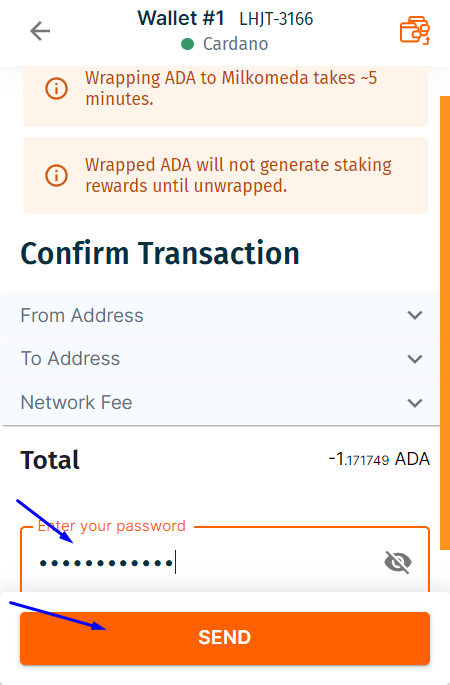 Wallet #1 LHJT-3166
Cardano
Wrapping ADA to Milkomeda takes ~5
minutes.
Wrapped ADA will not generate staking
rewards until unwrapped.
Confirm Transaction
From Address
To Address
Network Fee
Total -1.171749 ADA
Enter your password
••••••••••••
SEND